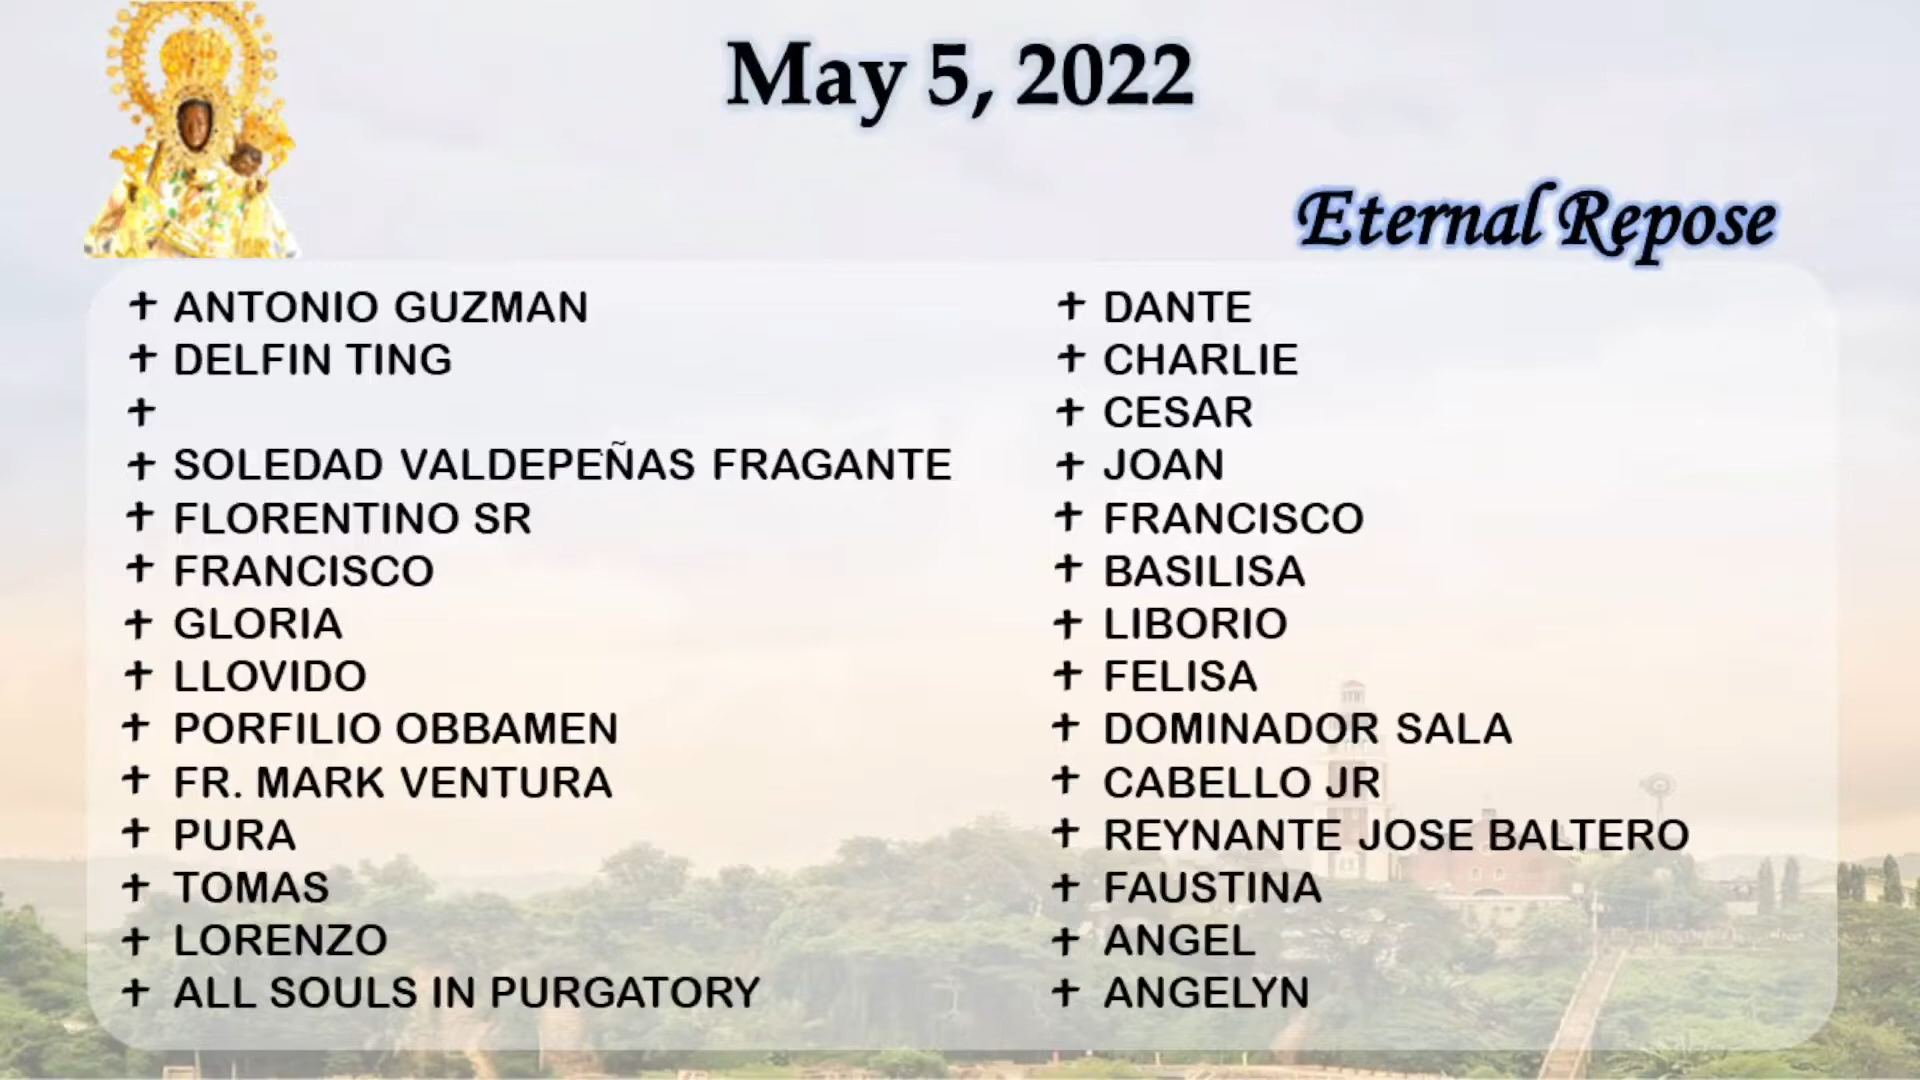 May 5, 2022
Eternal Repose
✝ ANTONIO GUZMAN
✝ DELFIN TING
✝
✝ SOLEDAD VALDEPEÑAS FRAGANTE
✝ FLORENTINO SR
✝ FRANCISCO
✝ GLORIA
✝ LLOVIDO
✝ PORFILIO OBBAMEN
✝ FR. MARK VENTURA
✝ PURA
✝ TOMAS
✝ LORENZO
✝ ALL SOULS IN PURGATORY
✝ DANTE
✝ CHARLIE
✝ CESAR
✝ JOAN
✝ FRANCISCO
✝ BASILISA
✝ LIBORIO
✝ FELISA
✝ DOMINADOR SALA
✝ CABELLO JR
✝ REYNANTE JOSE BALTERO
✝ FAUSTINA
✝ ANGEL
✝ ANGELYN